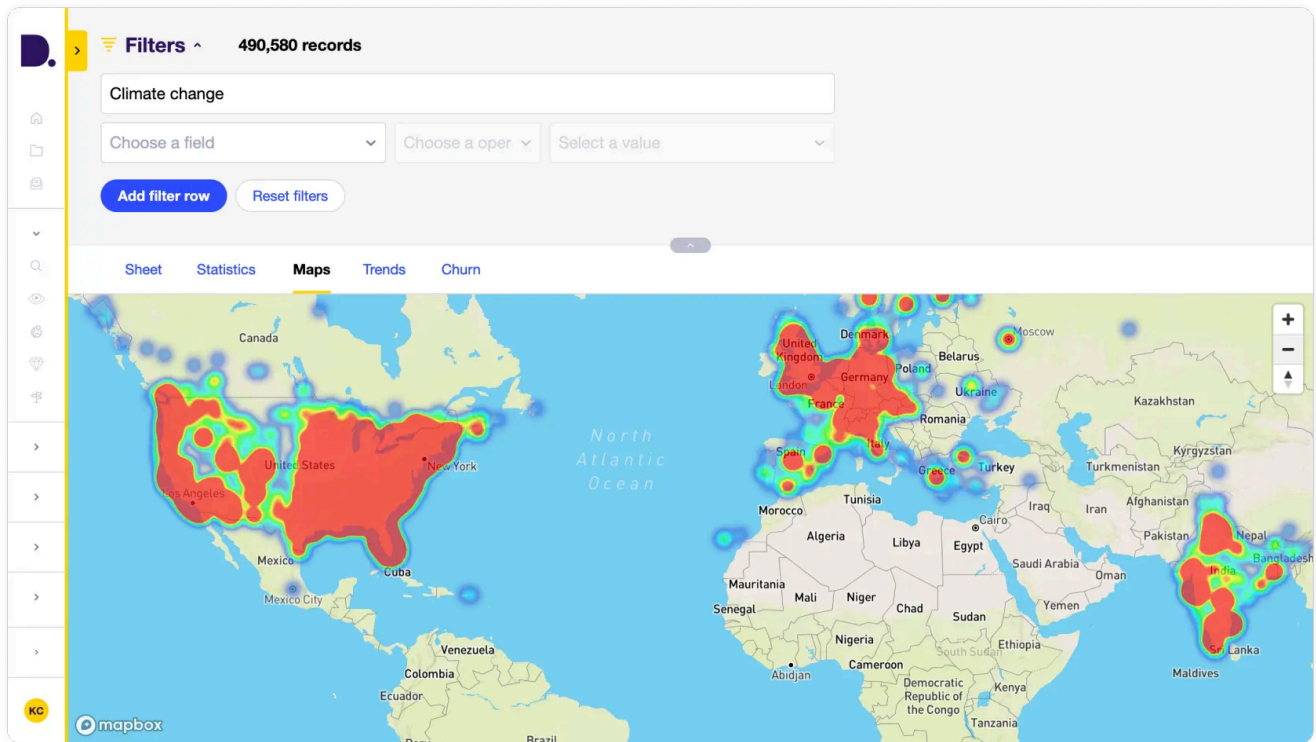 D.
Filters
490,580 records
Climate change
Choose a field
Choose a oper
Select a value
Add filter row
Reset filters
Sheet
Statistics
Maps
Trends
Churn
Canada
United States
New York
Los Angeles
Mexico
Mexico City
Cuba
Venezuela
Colombia
Ecuador
Brazil
North
Atlantic
Ocean
United
Kingdom
London
Denmark
Germany
France
Poland
Belarus
Moscow
Ukraine
Romania
Italy
Spain
Greece
Turkey
Kazakhstan
Kyrgyzstan
Turkmenistan
Afghanistan
Pakistan
Nepal
India
Bangladesh
Sri Lanka
Maldives
Morocco
Tunisia
Algeria
Libya
Egypt
Cairo
Iraq
Iran
Saudi Arabia
Oman
Yemen
Mauritania
Mali
Niger
Chad
Sudan
Senegal
Nigeria
South Sudan
Ethiopia
Cameroon
Abidjan
Democratic
Republic of
the Congo
Kenya
Tanzania
KC
mapbox